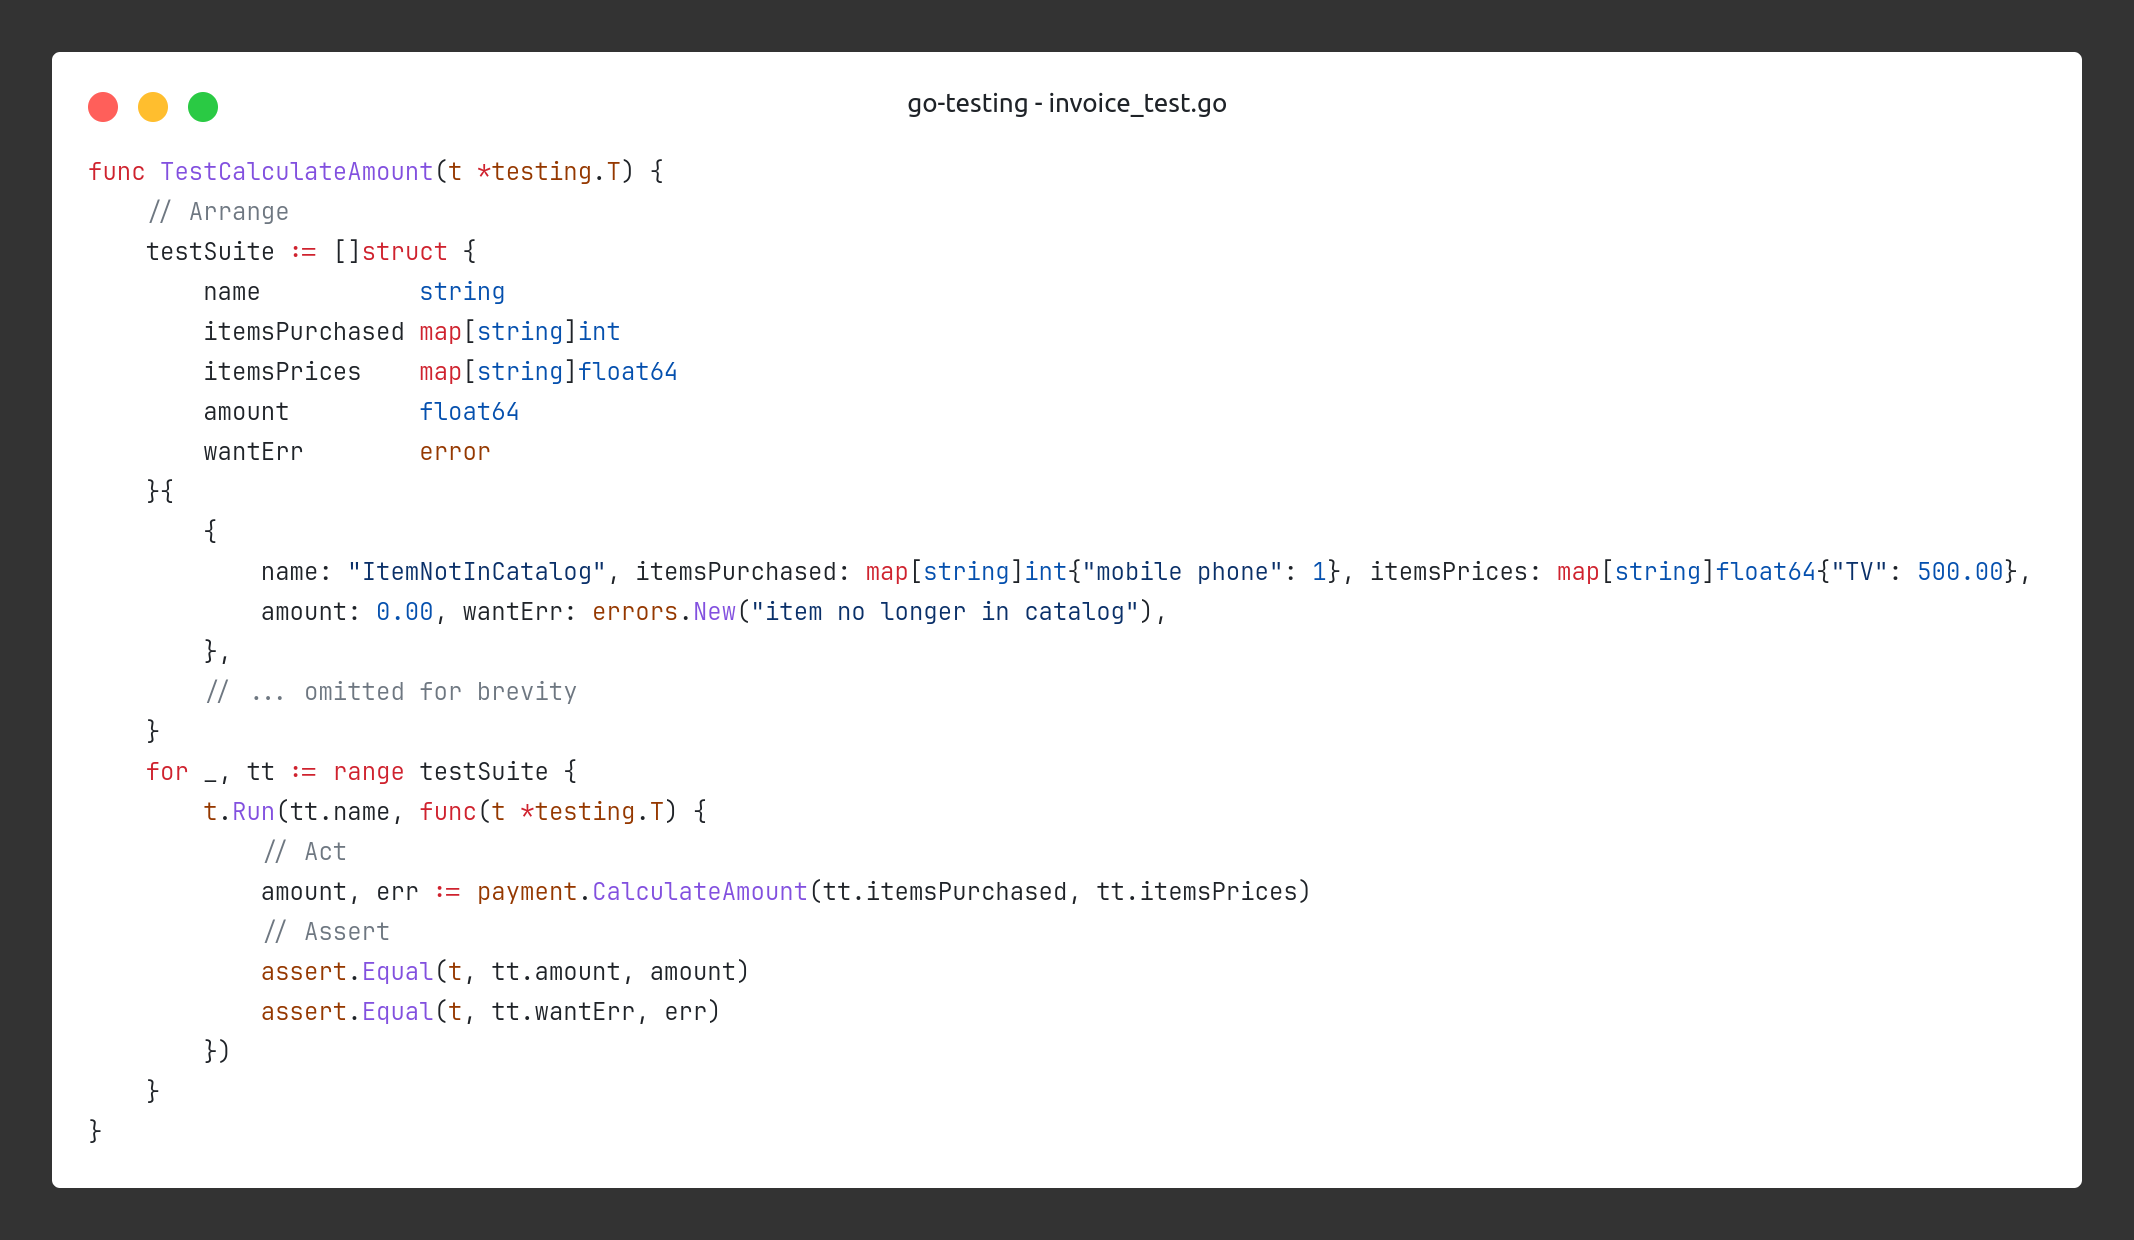 go-testing - invoice_test.go
func TestCalculateAmount(t *testing.T) {
    // Arrange
    testSuite := []struct {
        name           string
        itemsPurchased map[string]int
        itemsPrices    map[string]float64
        amount         float64
        wantErr        error
    }{
        {
            name: "ItemNotInCatalog", itemsPurchased: map[string]int{"mobile phone": 1}, itemsPrices: map[string]float64{"TV": 500.00},
            amount: 0.00, wantErr: errors.New("item no longer in catalog"),
        },
        // ... omitted for brevity
    }
    for _, tt := range testSuite {
        t.Run(tt.name, func(t *testing.T) {
            // Act
            amount, err := payment.CalculateAmount(tt.itemsPurchased, tt.itemsPrices)
            // Assert
            assert.Equal(t, tt.amount, amount)
            assert.Equal(t, tt.wantErr, err)
        })
    }
}